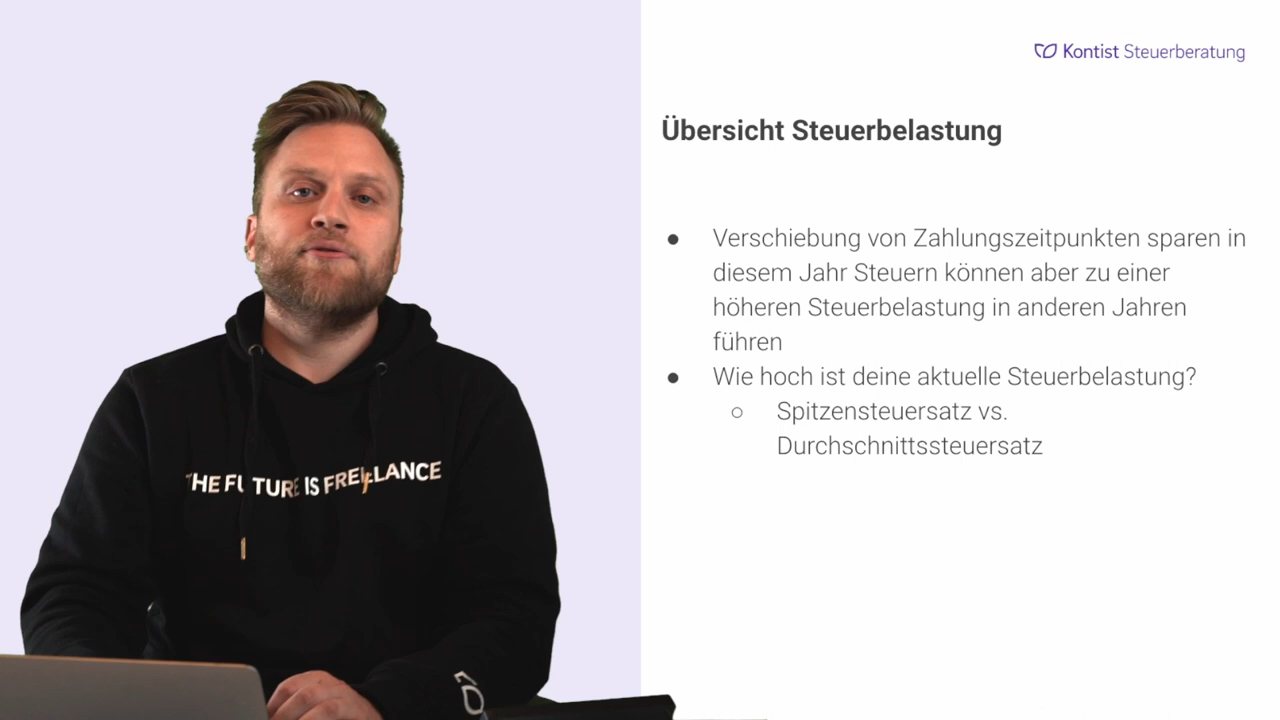 Kontist Steuerberatung
Übersicht Steuerbelastung
● Verschiebung von Zahlungszeitpunkten sparen in
diesem Jahr Steuern können aber zu einer
höheren Steuerbelastung in anderen Jahren
führen
● Wie hoch ist deine aktuelle Steuerbelastung?
○ Spitzensteuersatz vs.
Durchschnittssteuersatz
THE FUTURE IS FREELANCE